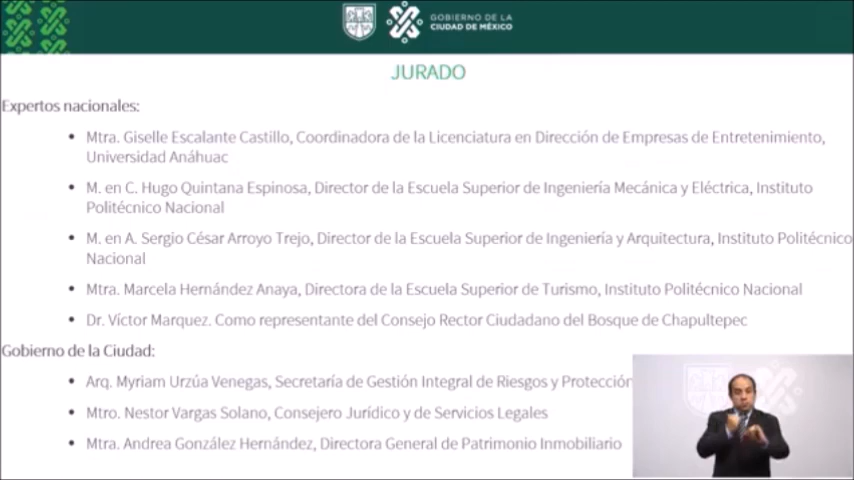 GOBIERNO DE LA
CIUDAD DE MÉXICO
JURADO
Expertos nacionales:
• Mtra. Giselle Escalante Castillo, Coordinadora de la Licenciatura en Dirección de Empresas de Entretenimiento,
Universidad Anáhuac
• M. en C. Hugo Quintana Espinosa, Director de la Escuela Superior de Ingeniería Mecánica y Eléctrica, Instituto
Politécnico Nacional
• M. en A. Sergio César Arroyo Trejo, Director de la Escuela Superior de Ingeniería y Arquitectura, Instituto Politécnico
Nacional
• Mtra. Marcela Hernández Anaya, Directora de la Escuela Superior de Turismo, Instituto Politécnico Nacional
• Dr. Víctor Marquez. Como representante del Consejo Rector Ciudadano del Bosque de Chapultepec
Gobierno de la Ciudad:
• Arq. Myriam Urzúa Venegas, Secretaría de Gestión Integral de Riesgos y Protección
• Mtro. Nestor Vargas Solano, Consejero Jurídico y de Servicios Legales
• Mtra. Andrea González Hernández, Directora General de Patrimonio Inmobiliario